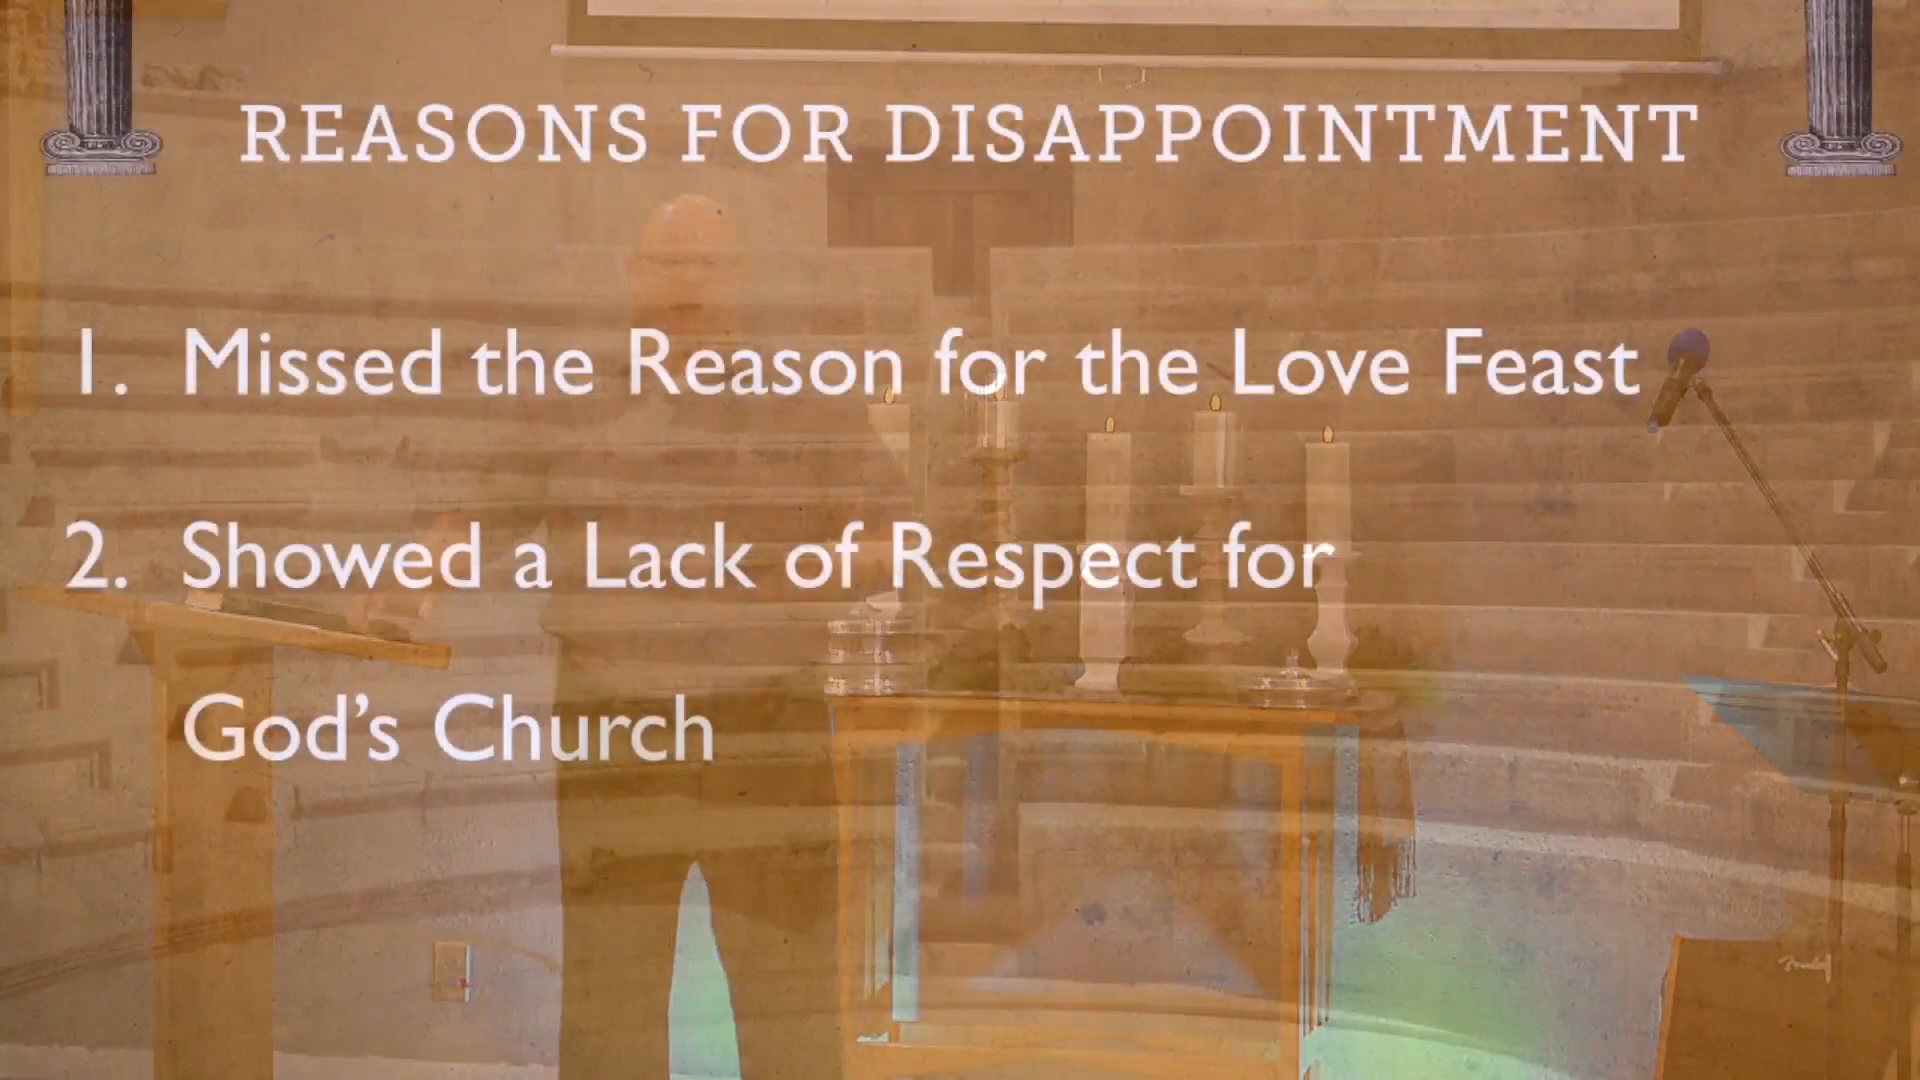 REASONS FOR DISAPPOINTMENT
1. Missed the Reason for the Love Feast
2. Showed a Lack of Respect for
God's Church
Fender